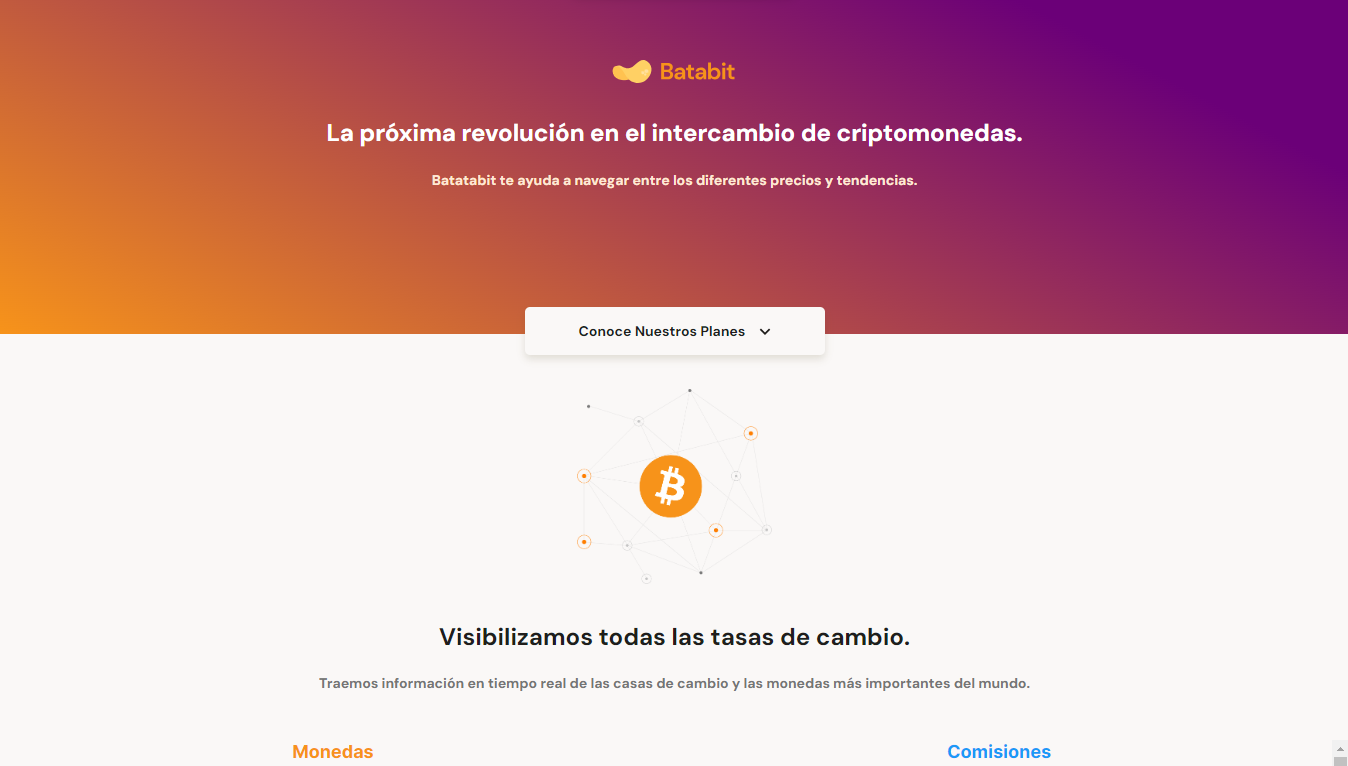 Batabit
La próxima revolución en el intercambio de criptomonedas.
Batatabit te ayuda a navegar entre los diferentes precios y tendencias.
Conoce Nuestros Planes
Visibilizamos todas las tasas de cambio.
Traemos información en tiempo real de las casas de cambio y las monedas más importantes del mundo.
Monedas
Comisiones